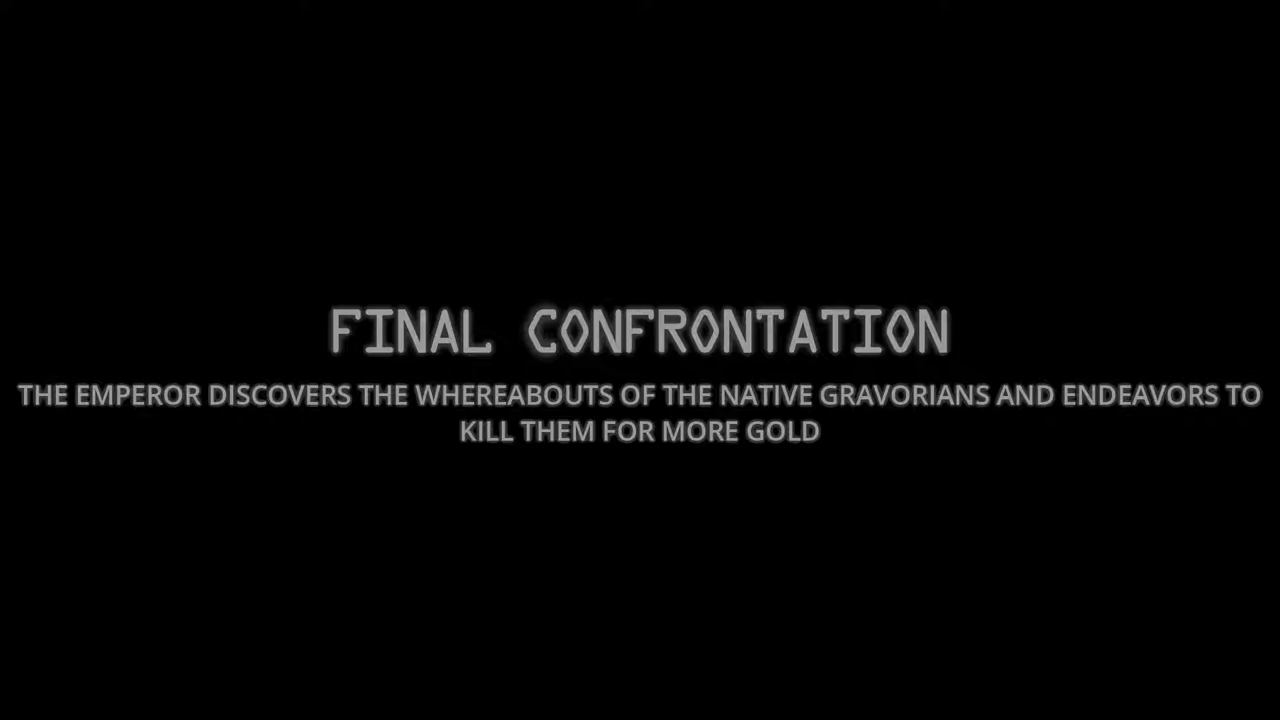 FINAL CONFRONTATION
THE EMPEROR DISCOVERS THE WHEREABOUTS OF THE NATIVE GRAVORIANS AND ENDEAVORS TO
KILL THEM FOR MORE GOLD